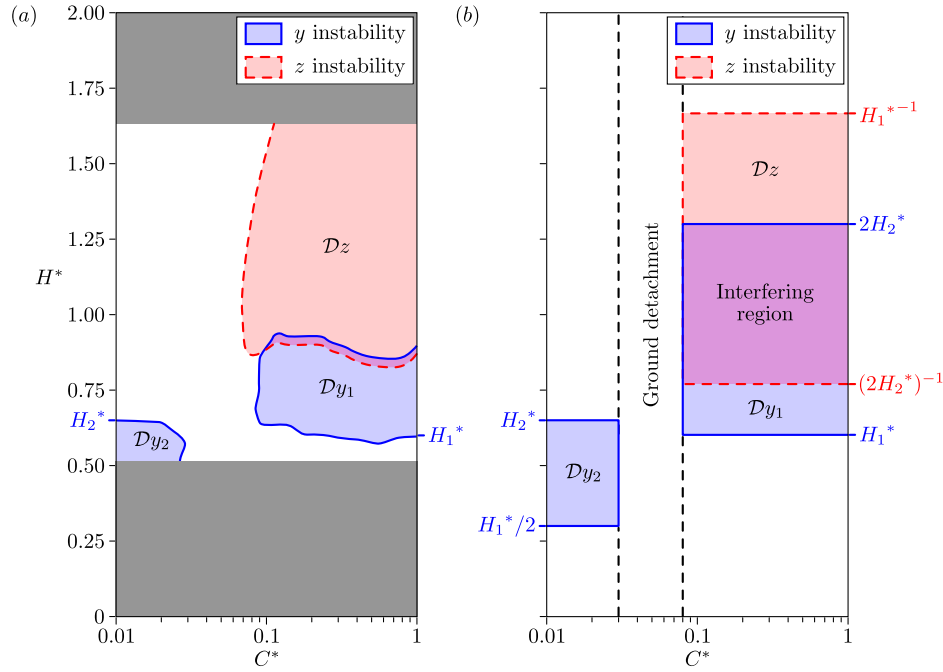 (a)
2.00
1.75
1.50
1.25
1.00
0.75
0.50
0.25
0
H*
H₂*
H₁*
y instability
z instability
𝒟z
𝒟y₁
𝒟y₂
0.01
0.1
1
C*
(b)
y instability
z instability
Ground detachment
H₁*⁻¹
𝒟z
2H₂*
Interfering
region
(2H₂*)⁻¹
𝒟y₁
H₁*
H₂*
𝒟y₂
H₁*/2
0.01
0.1
1
C*